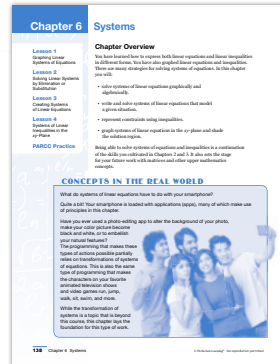 Chapter 6 Systems
Lesson 1
Graphing Linear
Systems of Equations
Lesson 2
Solving Linear Systems
by Elimination or
Substitution
Lesson 3
Creating Systems
of Linear Equations
Lesson 4
Systems of Linear
Inequalities in the
xy-Plane
PARCC Practice
Chapter Overview
You have learned how to express both linear equations and linear inequalities
in different forms. You have also graphed linear equations and inequalities.
There are many strategies for solving systems of equations. In this chapter
you will:
• solve systems of linear equations graphically and
algebraically.
• write and solve systems of linear equations that model
a given situation.
• represent constraints using inequalities.
• graph systems of linear equations in the xy-plane and shade
the solution region.
Being able to solve systems of equations and inequalities is a continuation
of the skills you cultivated in Chapters 2 and 3. It also sets the stage
for your future work with matrices and other upper mathematics
concepts.
CONCEPTS IN THE REAL WORLD
What do systems of linear equations have to do with your smartphone?
Quite a bit! Your smartphone is loaded with applications (apps), many of which make use
of principles in this chapter.
Have you ever used a photo-editing app to alter the background of your photo,
make your color picture become
black and white, or to embellish
your natural features?
The programming that makes these
types of actions possible partially
relies on transformations of systems
of equations. This is also the same
type of programming that makes
the characters on your favorite
animated television shows
and video games run, jump,
walk, sit, swim, and more.
While the transformation of
systems is a topic that is beyond
this course, this chapter lays the
foundation for this type of work.
138 Chapter 6 Systems